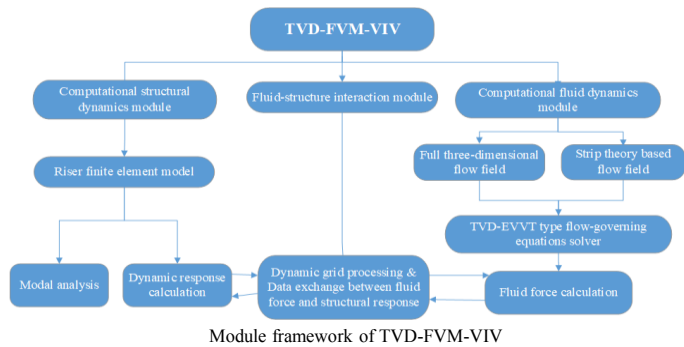 TVD-FVM-VIV
Computational structural
dynamics module
Fluid-structure interaction module
Computational fluid dynamics
module
Full three-dimensional
flow field
Strip theory based
flow field
Riser finite element model
TVD-EVVT type flow-governing
equations solver
Modal analysis
Dynamic response
calculation
Dynamic grid processing &
Data exchange between fluid
force and structural response
Fluid force calculation
Module framework of TVD-FVM-VIV